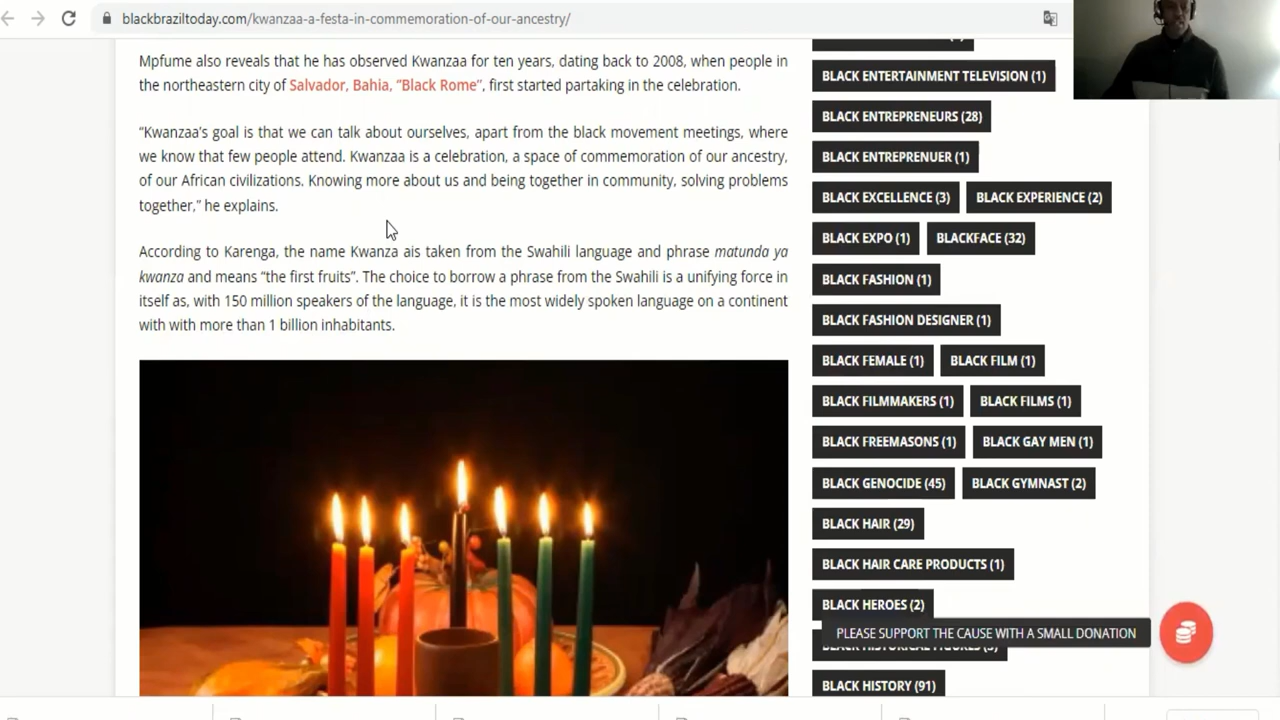 blackbraziltoday.com/kwanzaa-a-festa-in-commemoration-of-our-ancestry/
Mpfume also reveals that he has observed Kwanzaa for ten years, dating back to 2008, when people in
the northeastern city of Salvador, Bahia, “Black Rome”, first started partaking in the celebration.
“Kwanzaa’s goal is that we can talk about ourselves, apart from the black movement meetings, where
we know that few people attend. Kwanzaa is a celebration, a space of commemoration of our ancestry,
of our African civilizations. Knowing more about us and being together in community, solving problems
together,” he explains.
According to Karenga, the name Kwanza ais taken from the Swahili language and phrase matunda ya
kwanza and means “the first fruits”. The choice to borrow a phrase from the Swahili is a unifying force in
itself as, with 150 million speakers of the language, it is the most widely spoken language on a continent
with with more than 1 billion inhabitants.
BLACK ENTERTAINMENT TELEVISION (1)
BLACK ENTREPRENEURS (28)
BLACK ENTREPRENUER (1)
BLACK EXCELLENCE (3) BLACK EXPERIENCE (2)
BLACK EXPO (1) BLACKFACE (32)
BLACK FASHION (1)
BLACK FASHION DESIGNER (1)
BLACK FEMALE (1) BLACK FILM (1)
BLACK FILMMAKERS (1) BLACK FILMS (1)
BLACK FREEMASONS (1) BLACK GAY MEN (1)
BLACK GENOCIDE (45) BLACK GYMNAST (2)
BLACK HAIR (29)
BLACK HAIR CARE PRODUCTS (1)
BLACK HEROES (2)
PLEASE SUPPORT THE CAUSE WITH A SMALL DONATION
BLACK HISTORICAL FIGURES
BLACK HISTORY (91)